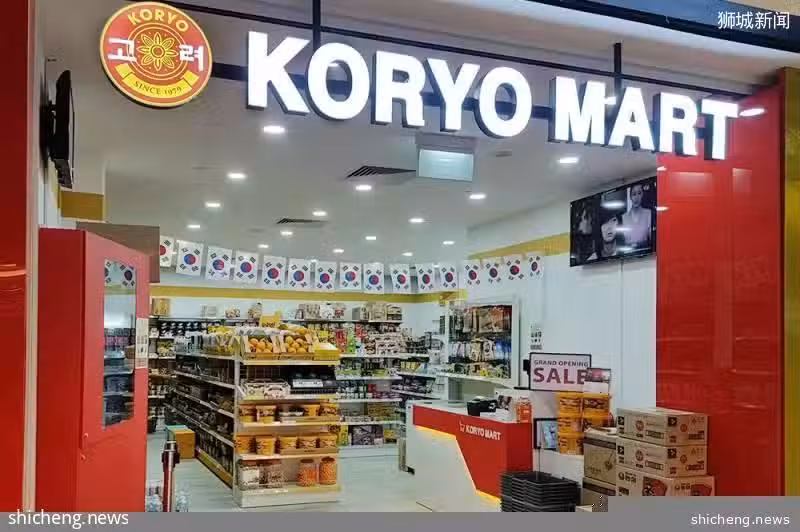 狮城新闻
KORYO
고려
SINCE 1979
KORYO MART
GRAND OPENING
SALE
KORYO MART
shicheng.news
shicheng.news